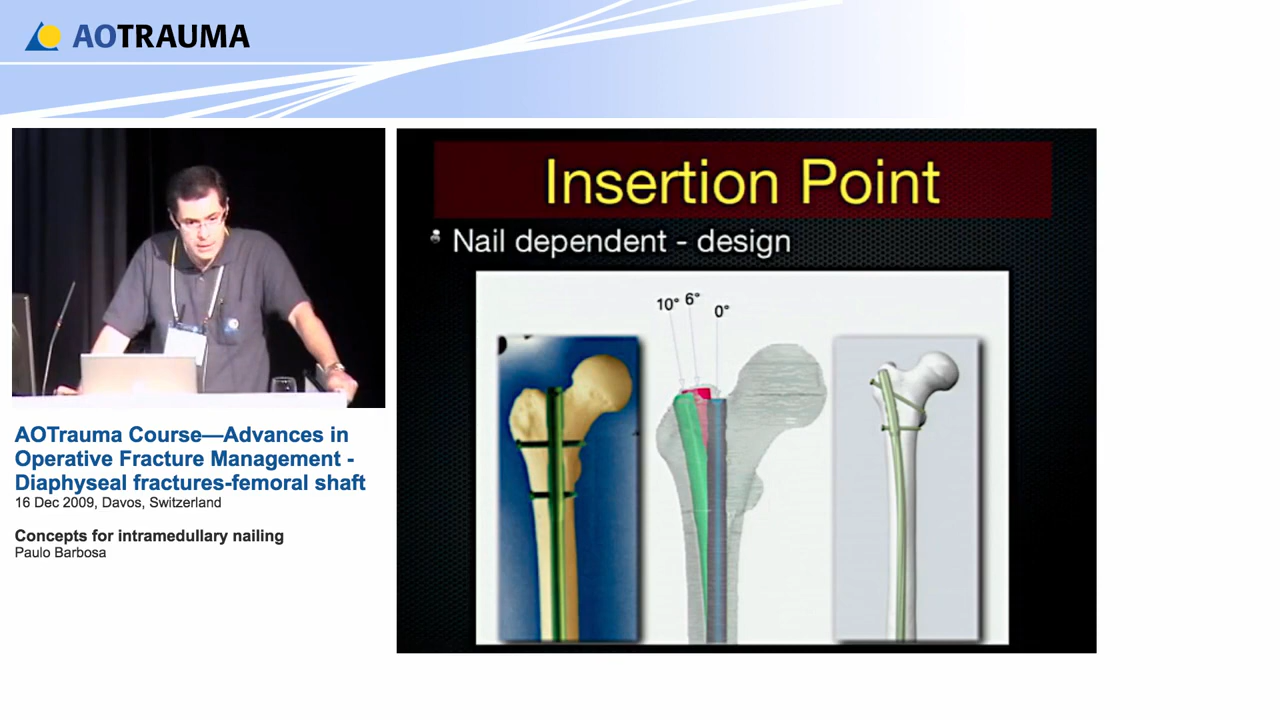 AOTRAUMA
Insertion Point
Nail dependent - design
10° 6°
0°
AOTrauma Course—Advances in
Operative Fracture Management -
Diaphyseal fractures-femoral shaft
16 Dec 2009, Davos, Switzerland
Concepts for intramedullary nailing
Paulo Barbosa